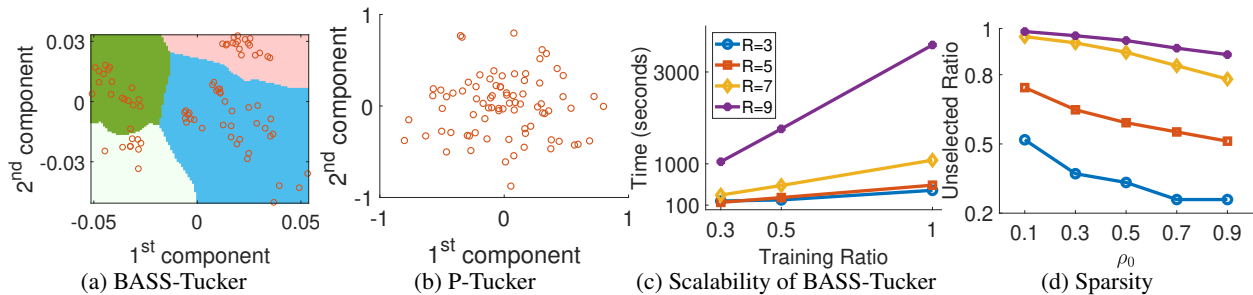 0.03
0
-0.03
-0.05
0
0.05
2nd component
1st component
(a) BASS-Tucker
1
0
-1
-1
0
1
2nd component
1st component
(b) P-Tucker
3000
1000
100
R=3
R=5
R=7
R=9
0.3
0.5
1
Time (seconds)
Training Ratio
(c) Scalability of BASS-Tucker
1
0.8
0.5
0.2
0.1
0.3
0.5
0.7
0.9
Unselected Ratio
ρ0
(d) Sparsity